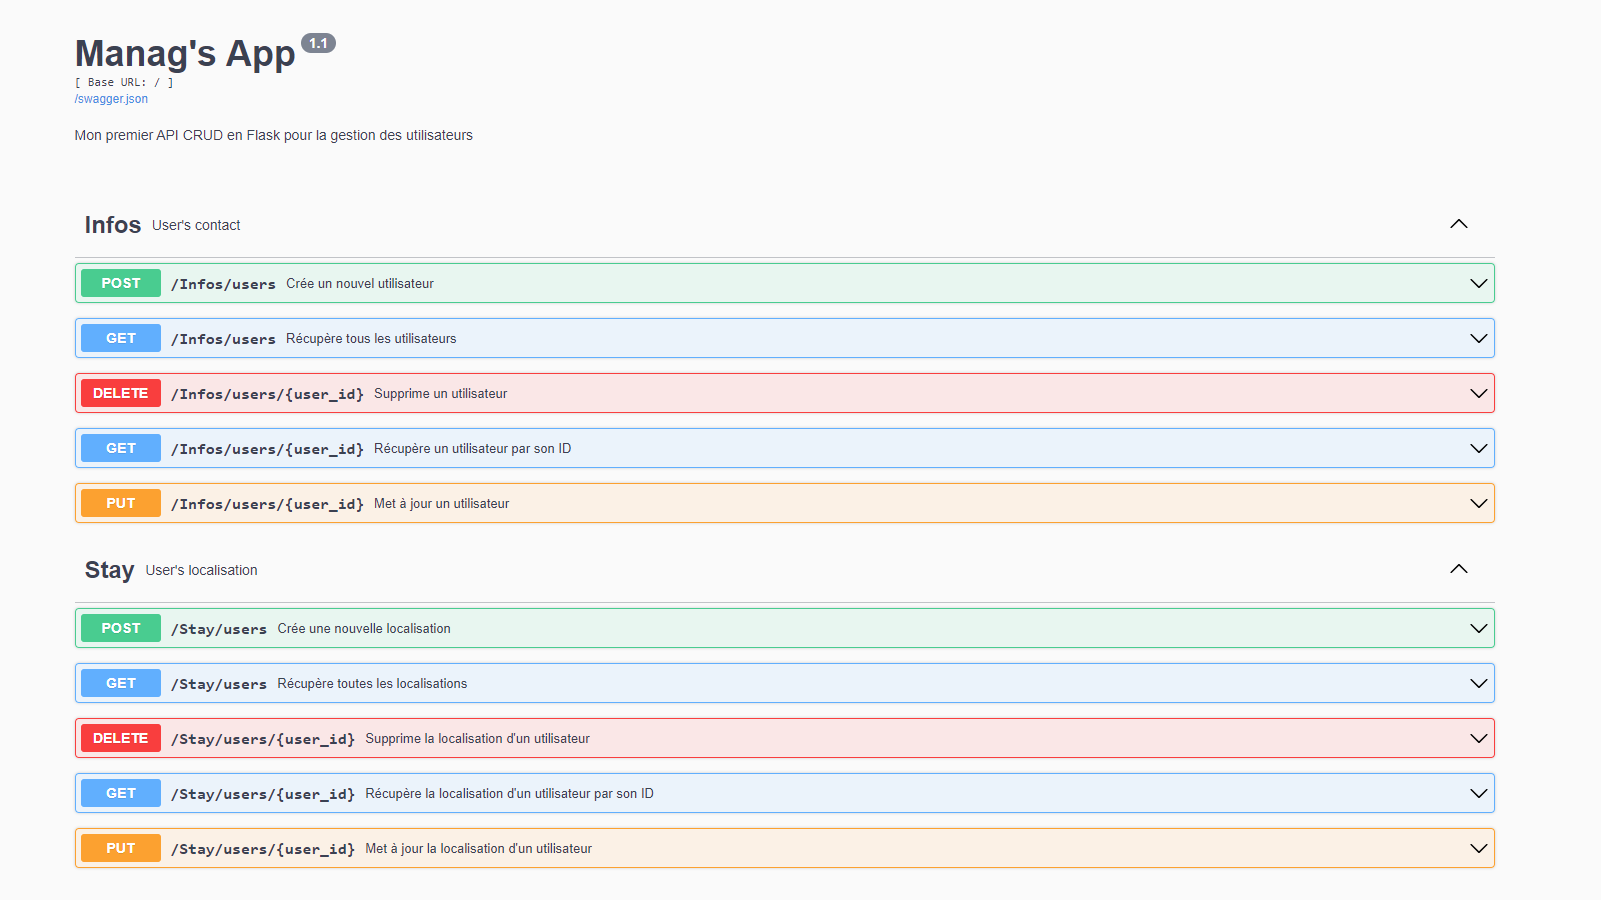 Manag's App 1.1
[ Base URL: / ]
/swagger.json
Mon premier API CRUD en Flask pour la gestion des utilisateurs
Infos User's contact
POST /Infos/users Crée un nouvel utilisateur
GET /Infos/users Récupère tous les utilisateurs
DELETE /Infos/users/{user_id} Supprime un utilisateur
GET /Infos/users/{user_id} Récupère un utilisateur par son ID
PUT /Infos/users/{user_id} Met à jour un utilisateur
Stay User's localisation
POST /Stay/users Crée une nouvelle localisation
GET /Stay/users Récupère toutes les localisations
DELETE /Stay/users/{user_id} Supprime la localisation d'un utilisateur
GET /Stay/users/{user_id} Récupère la localisation d'un utilisateur par son ID
PUT /Stay/users/{user_id} Met à jour la localisation d'un utilisateur